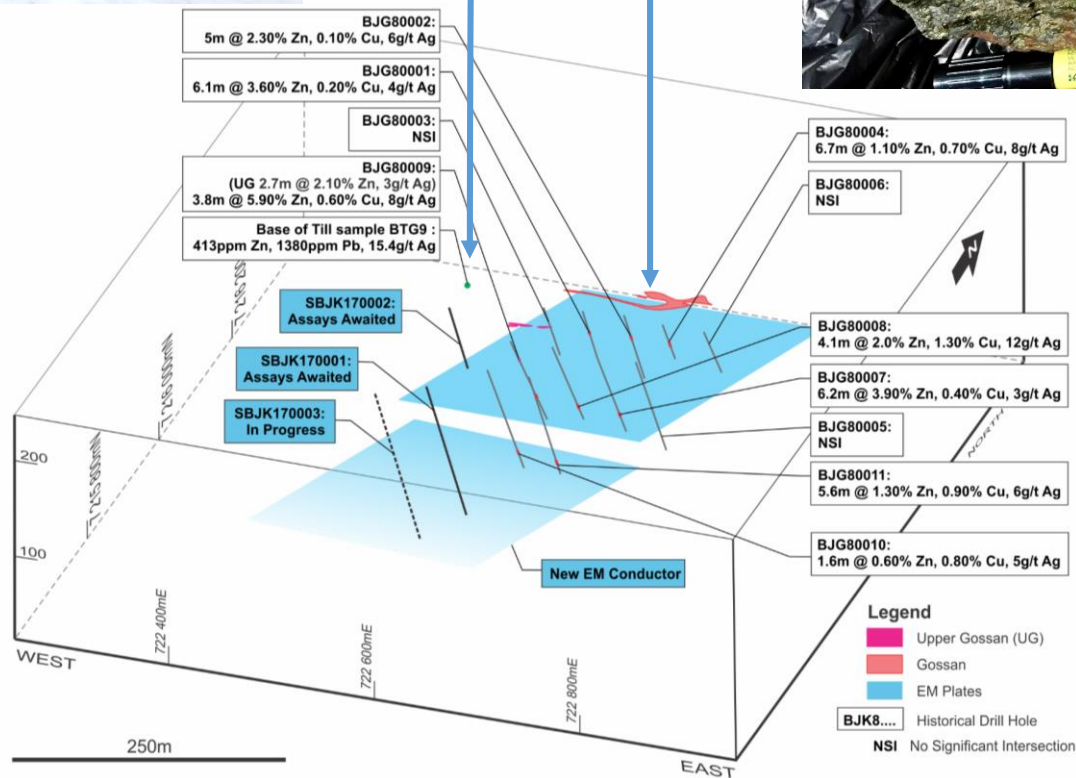 BJG80002:
5m @ 2.30% Zn, 0.10% Cu, 6g/t Ag
BJG80001:
6.1m @ 3.60% Zn, 0.20% Cu, 4g/t Ag
BJG80003:
NSI
BJG80009:
(UG 2.7m @ 2.10% Zn, 3g/t Ag)
3.8m @ 5.90% Zn, 0.60% Cu, 8g/t Ag
Base of Till sample BTG9 :
413ppm Zn, 1380ppm Pb, 15.4g/t Ag
SBJK170002:
Assays Awaited
SBJK170001:
Assays Awaited
SBJK170003:
In Progress
BJG80004:
6.7m @ 1.10% Zn, 0.70% Cu, 8g/t Ag
BJG80006:
NSI
N
BJG80008:
4.1m @ 2.0% Zn, 1.30% Cu, 12g/t Ag
BJG80007:
6.2m @ 3.90% Zn, 0.40% Cu, 3g/t Ag
BJG80005:
NSI
NORTH
BJG80011:
5.6m @ 1.30% Zn, 0.90% Cu, 6g/t Ag
BJG80010:
1.6m @ 0.60% Zn, 0.80% Cu, 5g/t Ag
New EM Conductor
7 216 000mN
7 215 800mN
200
100
WEST
722 400mE
722 600mE
722 800mE
EAST
250m
Legend
Upper Gossan (UG)
Gossan
EM Plates
BJK8.... Historical Drill Hole
NSI No Significant Intersection